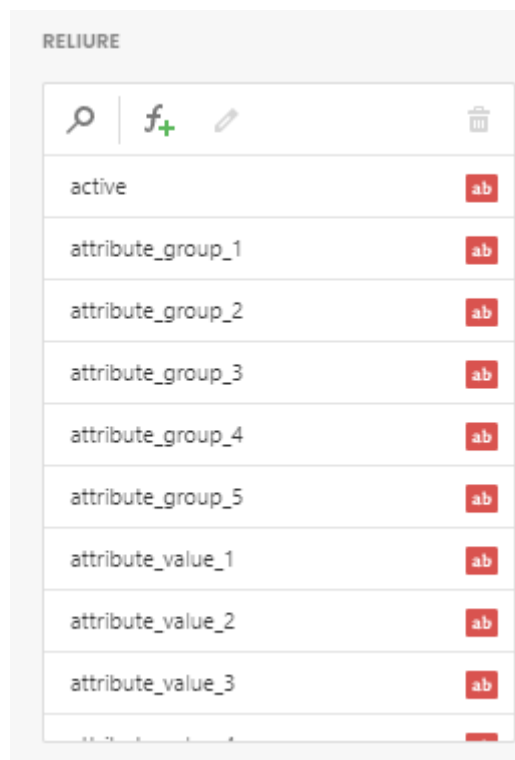 RELIURE
active
ab
attribute_group_1
ab
attribute_group_2
ab
attribute_group_3
ab
attribute_group_4
ab
attribute_group_5
ab
attribute_value_1
ab
attribute_value_2
ab
attribute_value_3
ab